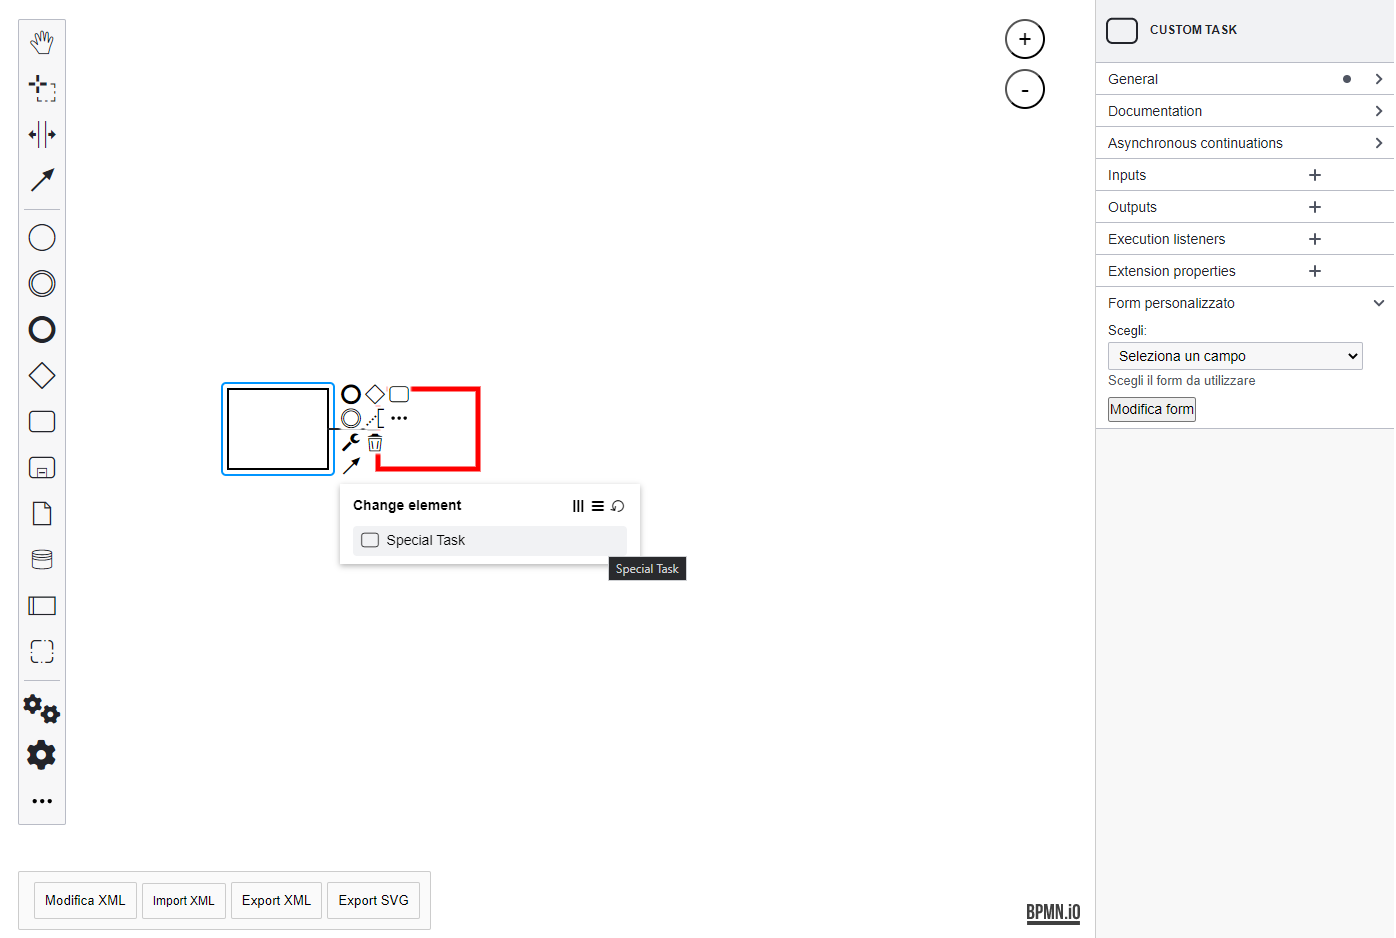 +
-
Change element
Special Task
Special Task
Modifica XML
Import XML
Export XML
Export SVG
BPMN.iO
CUSTOM TASK
General
Documentation
Asynchronous continuations
Inputs
Outputs
Execution listeners
Extension properties
Form personalizzato
Scegli:
Seleziona un campo
Scegli il form da utilizzare
Modifica form